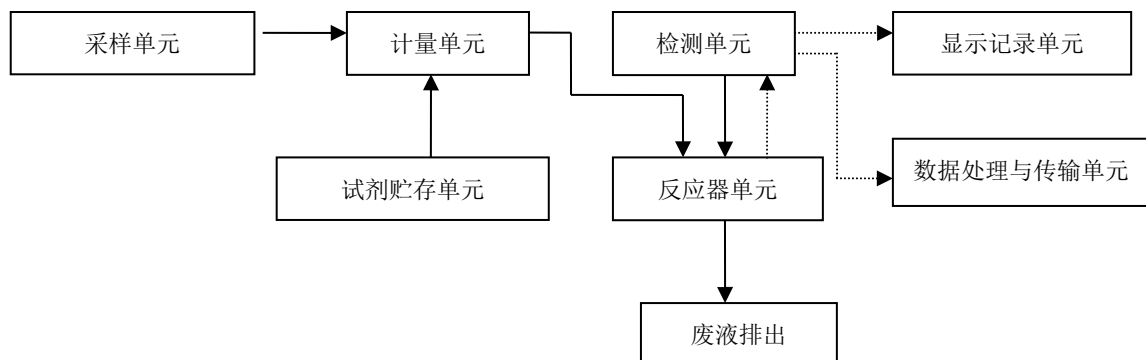 采样单元
计量单元
检测单元
显示记录单元
试剂贮存单元
反应器单元
数据处理与传输单元
废液排出